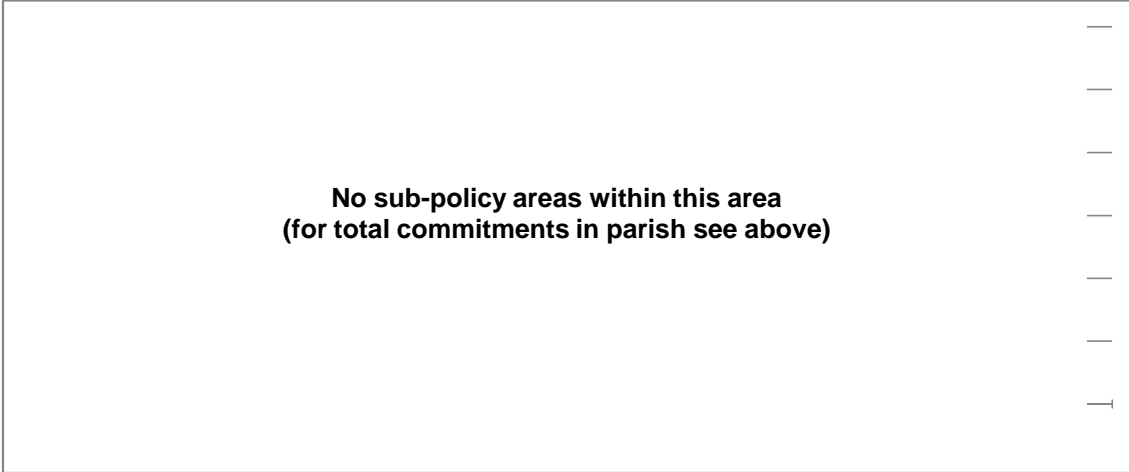 No sub-policy areas within this area
(for total commitments in parish see above)